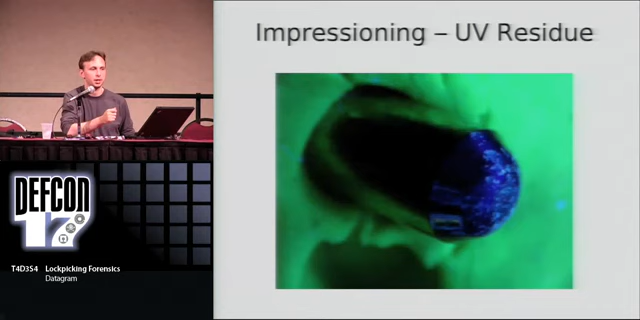 Impressioning – UV Residue
DEFCON
17
T4D3S4 Lockpicking Forensics
Datagram